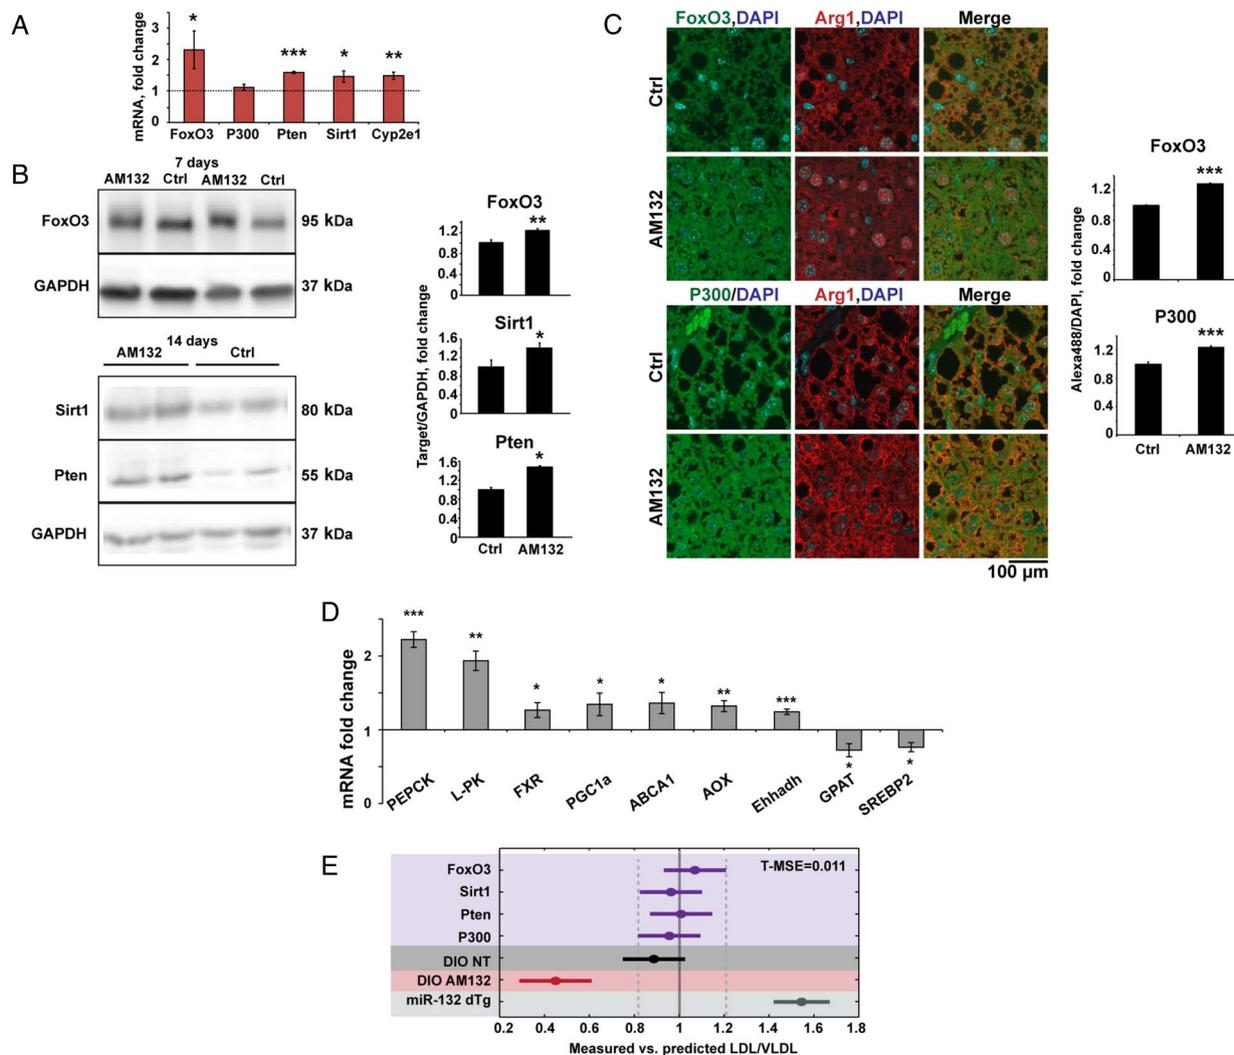 A
mRNA, fold change
3
2
1
0
*
***
*
**
FoxO3 P300 Pten Sirt1 Cyp2e1
B
7 days
AM132 Ctrl AM132 Ctrl
FoxO3 95 kDa
GAPDH 37 kDa
14 days
AM132 Ctrl
Sirt1 80 kDa
Pten 55 kDa
GAPDH 37 kDa
Target/GAPDH, fold change
FoxO3
**
1.2
0.8
0.4
0
Sirt1
*
1.6
1.2
0.8
0.4
0
Pten
*
1.6
1.2
0.8
0.4
0
Ctrl AM132
C
FoxO3,DAPI Arg1,DAPI Merge
Ctrl
AM132
P300/DAPI Arg1,DAPI Merge
Ctrl
AM132
100 µm
Alexa488/DAPI, fold change
FoxO3
***
1.2
0.8
0.4
0
P300
***
1.2
0.8
0.4
0
Ctrl AM132
D
mRNA fold change
2
1
0
***
**
*
*
*
**
***
*
*
PEPCK L-PK FXR PGC1a ABCA1 AOX Ehhadh GPAT SREBP2
E
T-MSE=0.011
FoxO3
Sirt1
Pten
P300
DIO NT
DIO AM132
miR-132 dTg
0.2 0.4 0.6 0.8 1 1.2 1.4 1.6 1.8
Measured vs. predicted LDL/VLDL